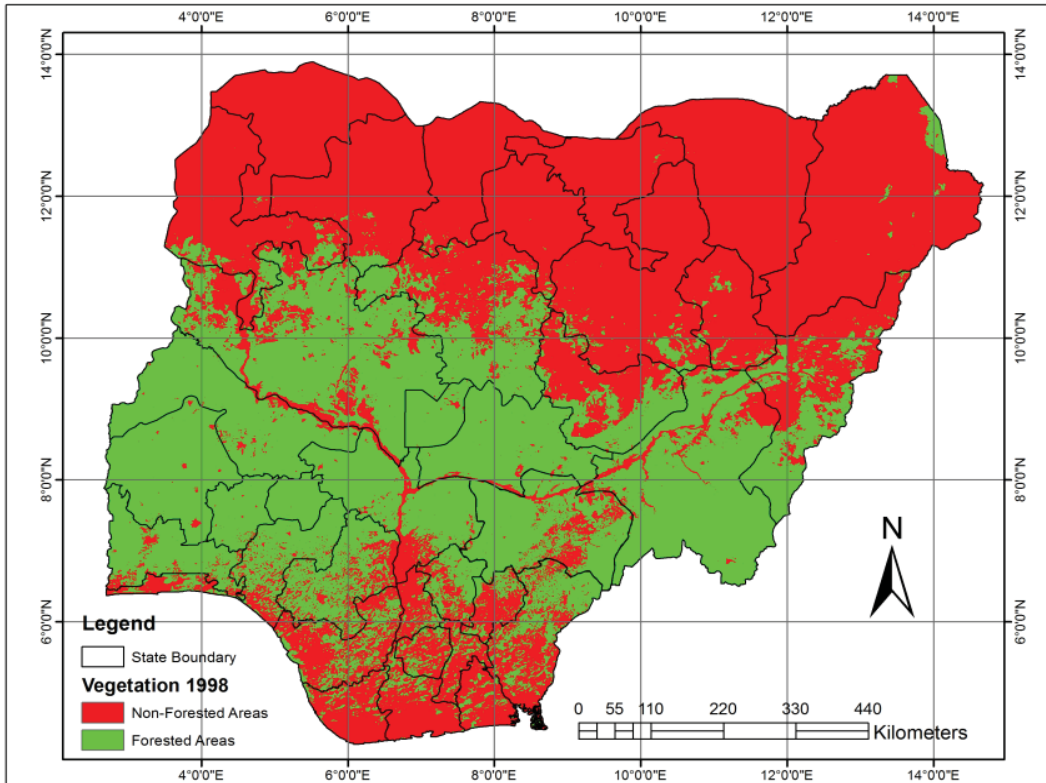 4°0'0"E 6°0'0"E 8°0'0"E 10°0'0"E 12°0'0"E 14°0'0"E
14°0'0"N 14°0'0"N
12°0'0"N 12°0'0"N
10°0'0"N 10°0'0"N
8°0'0"N 8°0'0"N
6°0'0"N 6°0'0"N
N
Legend
State Boundary
Vegetation 1998
Non-Forested Areas
Forested Areas
0 55 110 220 330 440
Kilometers
4°0'0"E 6°0'0"E 8°0'0"E 10°0'0"E 12°0'0"E 14°0'0"E